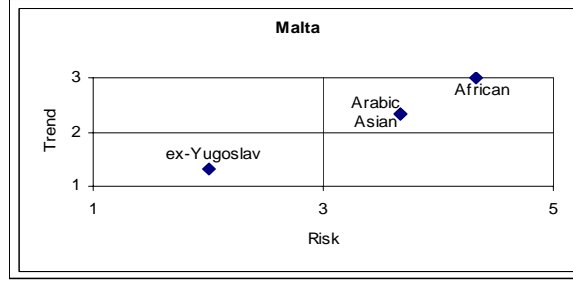 Malta
3
2
1
Trend
African
Arabic
Asian
ex-Yugoslav
1
3
5
Risk